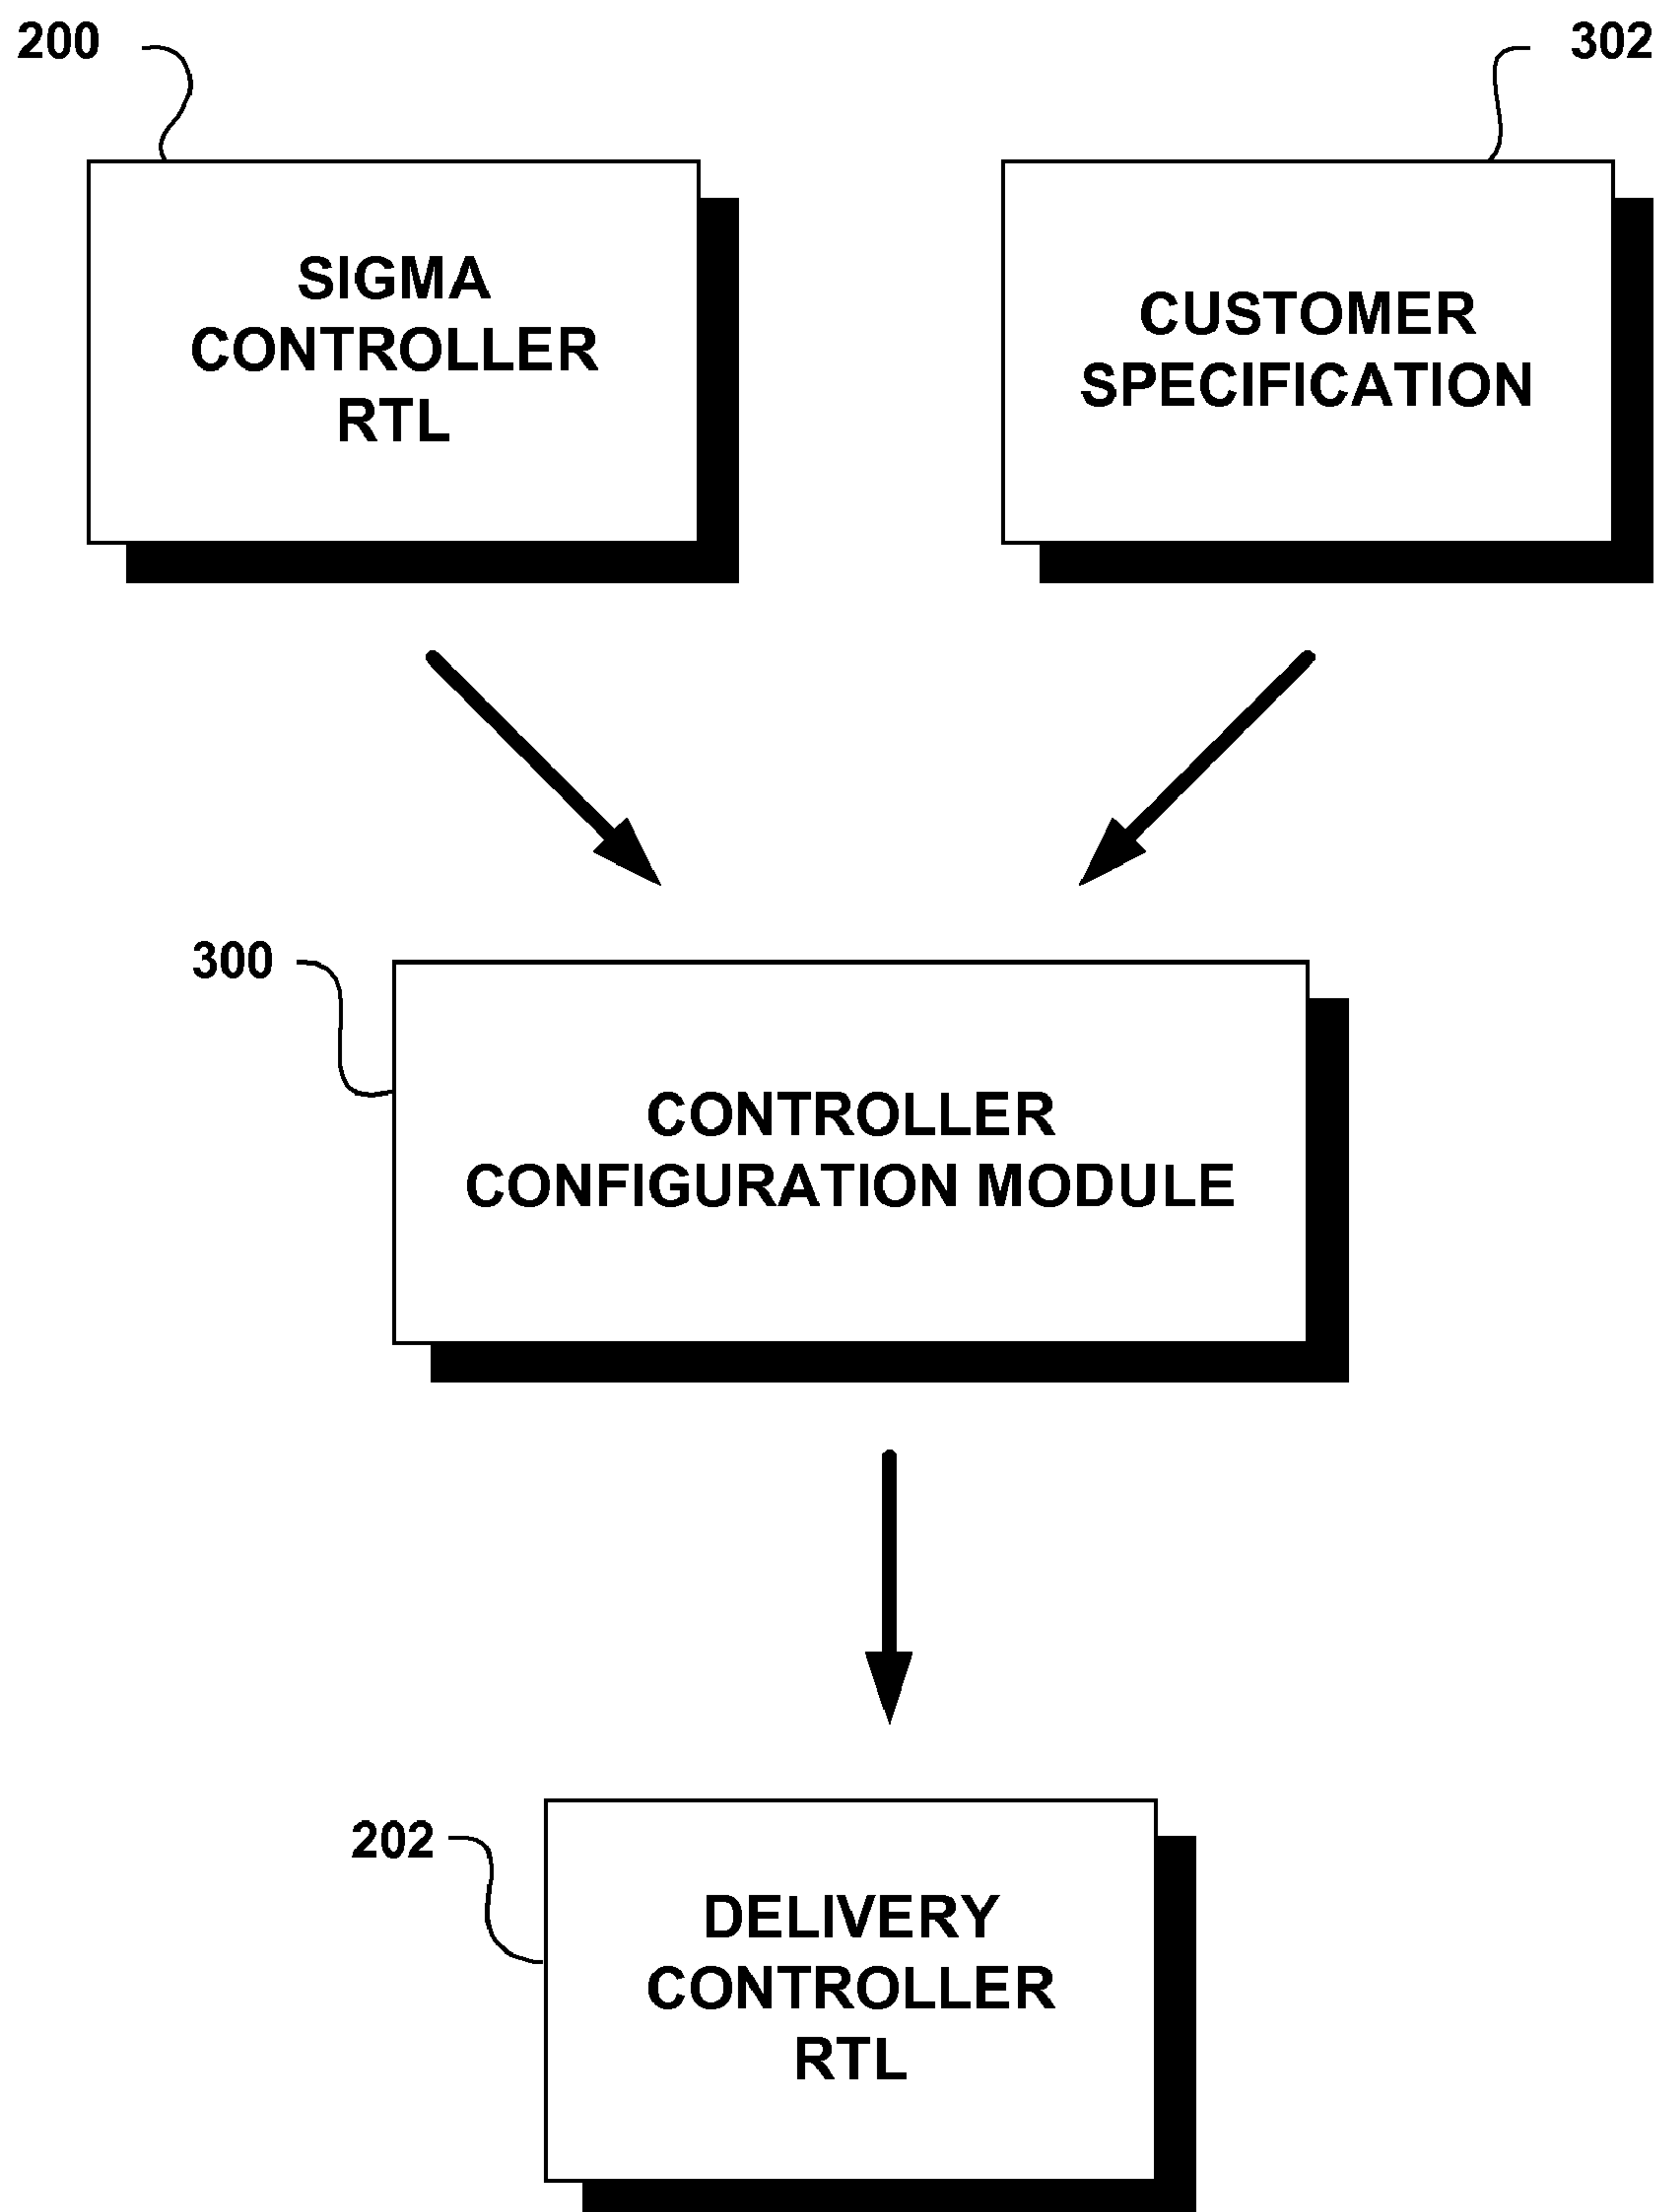 200
302
SIGMA
CONTROLLER
RTL
CUSTOMER
SPECIFICATION
300
CONTROLLER
CONFIGURATION MODULE
202
DELIVERY
CONTROLLER
RTL